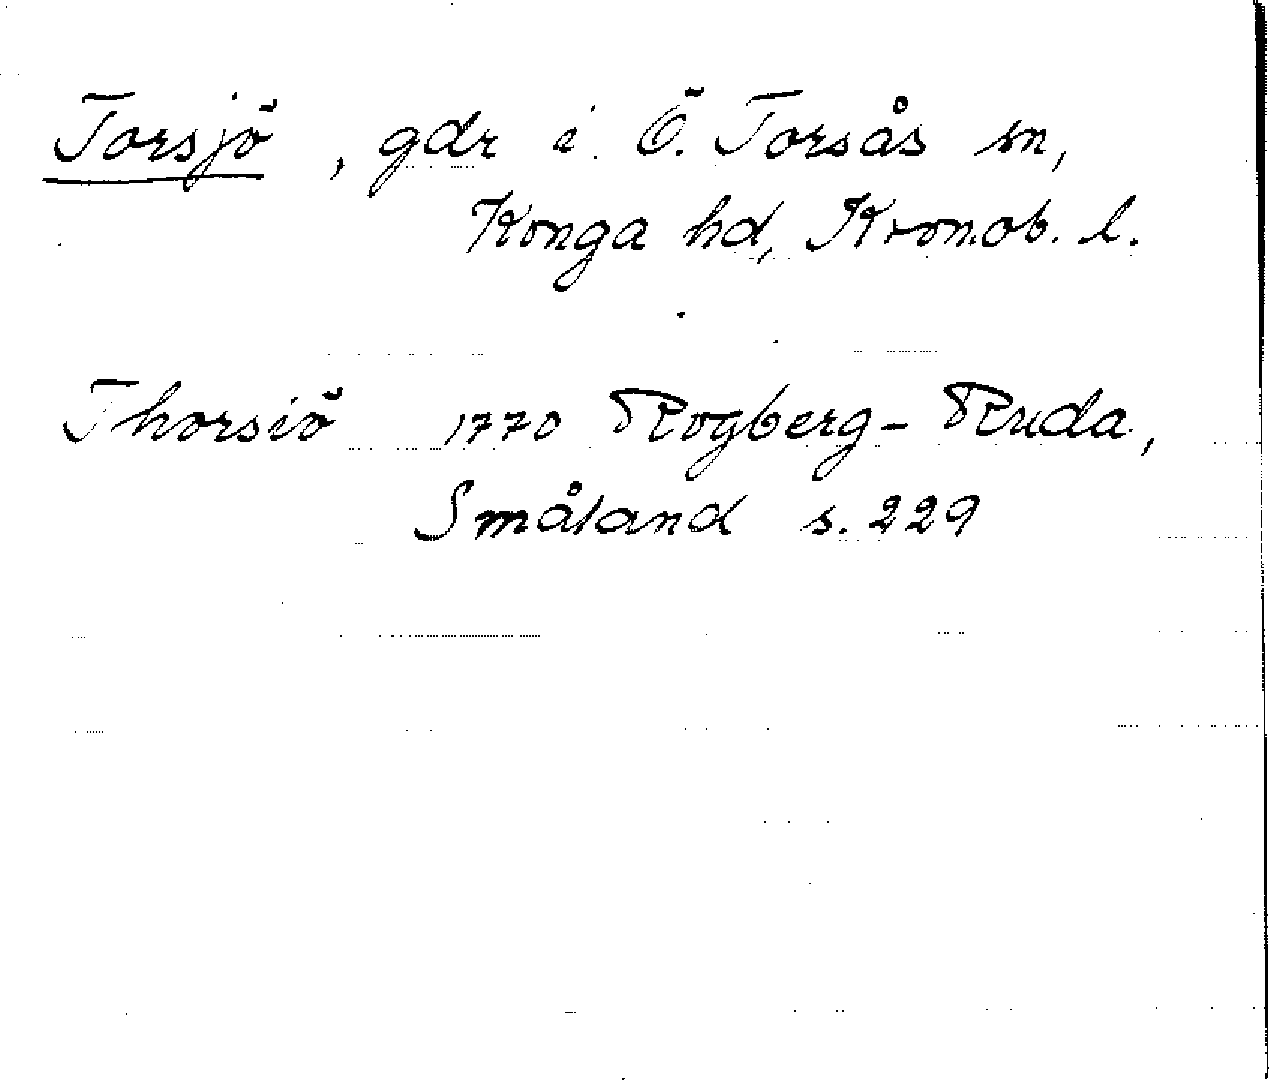 Torsjö, gdr i Ö. Torsås sn,
Konga hd, Kronob. l.
Thorsiö 1770 Rogberg-Ruda,
Småland s. 229